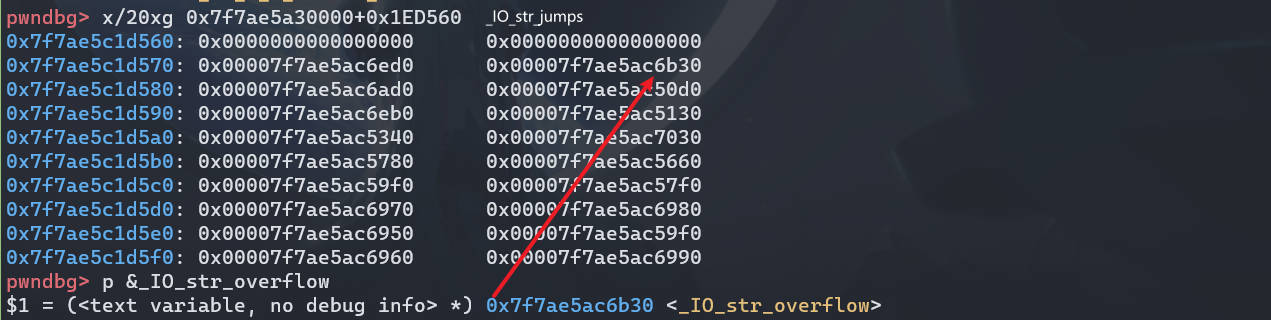 pwndbg> x/20xg 0x7f7ae5a30000+0x1ED560 _IO_str_jumps
0x7f7ae5c1d560: 0x0000000000000000 0x0000000000000000
0x7f7ae5c1d570: 0x00007f7ae5ac6ed0 0x00007f7ae5ac6b30
0x7f7ae5c1d580: 0x00007f7ae5ac6ad0 0x00007f7ae5ac50d0
0x7f7ae5c1d590: 0x00007f7ae5ac6eb0 0x00007f7ae5ac5130
0x7f7ae5c1d5a0: 0x00007f7ae5ac5340 0x00007f7ae5ac7030
0x7f7ae5c1d5b0: 0x00007f7ae5ac5780 0x00007f7ae5ac5660
0x7f7ae5c1d5c0: 0x00007f7ae5ac59f0 0x00007f7ae5ac57f0
0x7f7ae5c1d5d0: 0x00007f7ae5ac6970 0x00007f7ae5ac6980
0x7f7ae5c1d5e0: 0x00007f7ae5ac6950 0x00007f7ae5ac59f0
0x7f7ae5c1d5f0: 0x00007f7ae5ac6960 0x00007f7ae5ac6990
pwndbg> p &_IO_str_overflow
$1 = (<text variable, no debug info> *) 0x7f7ae5ac6b30 <_IO_str_overflow>